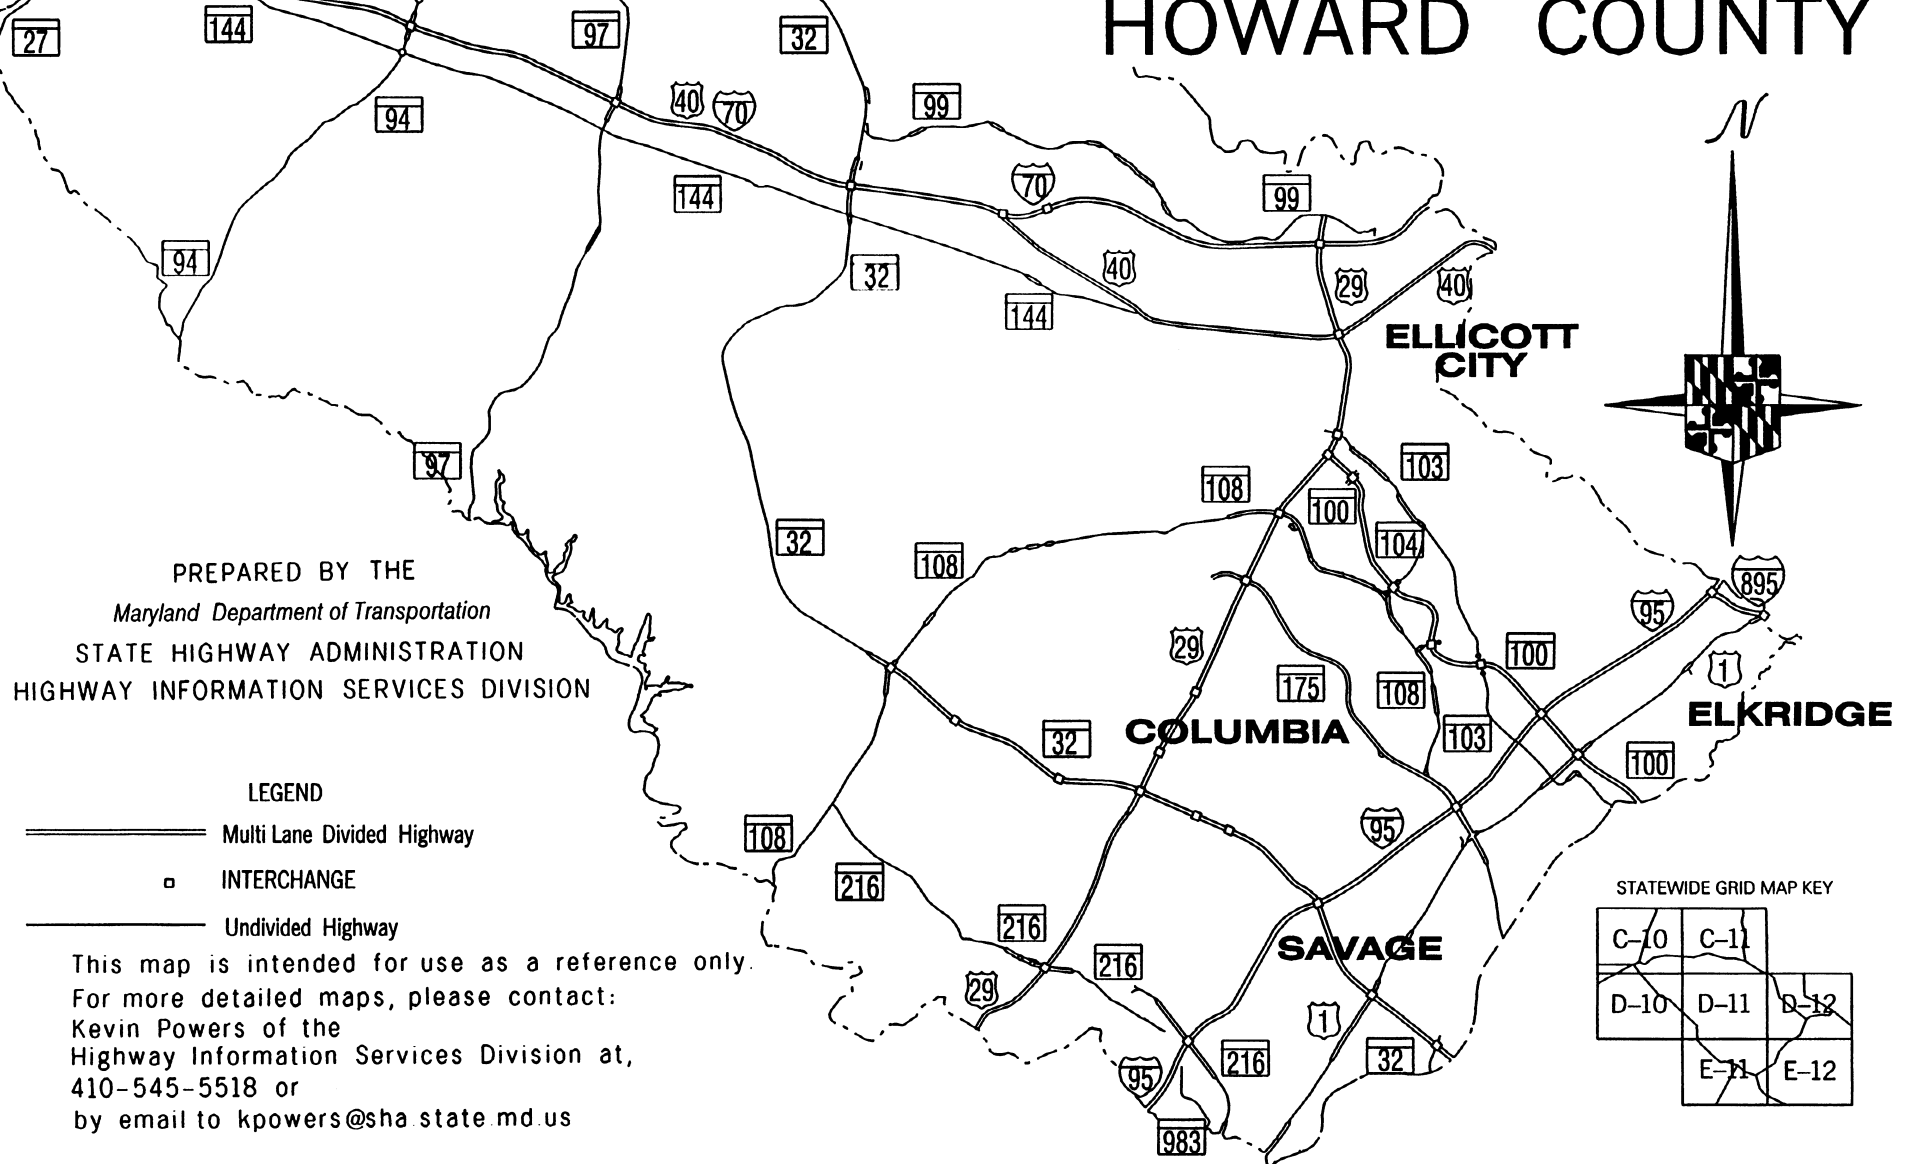 HOWARD COUNTY
27
144
97
32
94
40
70
99
N
144
70
99
94
32
40
29
40
144
ELLICOTT
CITY
97
103
108
100
32
104
108
PREPARED BY THE
Maryland Department of Transportation
STATE HIGHWAY ADMINISTRATION
HIGHWAY INFORMATION SERVICES DIVISION
895
95
29
100
1
175
108
ELKRIDGE
COLUMBIA
32
103
100
LEGEND
Multi Lane Divided Highway
INTERCHANGE
Undivided Highway
108
95
216
216
216
SAVAGE
29
1
32
216
95
983
This map is intended for use as a reference only.
For more detailed maps, please contact:
Kevin Powers of the
Highway Information Services Division at,
410-545-5518 or
by email to kpowers@sha.state.md.us
STATEWIDE GRID MAP KEY
C-10 C-11
D-10 D-11 D-12
E-11 E-12